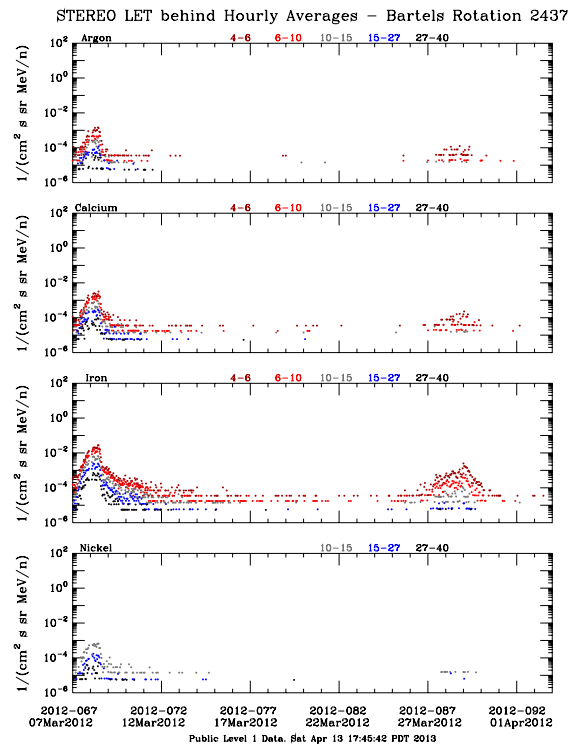 STEREO LET behind Hourly Averages – Bartels Rotation 2437
Argon 4-6 6-10 10-15 15-27 27-40
1/(cm² s sr MeV/n)
10² 10⁰ 10⁻² 10⁻⁴ 10⁻⁶
Calcium 4-6 6-10 10-15 15-27 27-40
1/(cm² s sr MeV/n)
10² 10⁰ 10⁻² 10⁻⁴ 10⁻⁶
Iron 4-6 6-10 10-15 15-27 27-40
1/(cm² s sr MeV/n)
10² 10⁰ 10⁻² 10⁻⁴ 10⁻⁶
Nickel 10-15 15-27 27-40
1/(cm² s sr MeV/n)
10² 10⁰ 10⁻² 10⁻⁴ 10⁻⁶
2012-067 2012-072 2012-077 2012-082 2012-087 2012-092
07Mar2012 12Mar2012 17Mar2012 22Mar2012 27Mar2012 01Apr2012
Public Level 1 Data. Sat Apr 13 17:45:42 PDT 2013